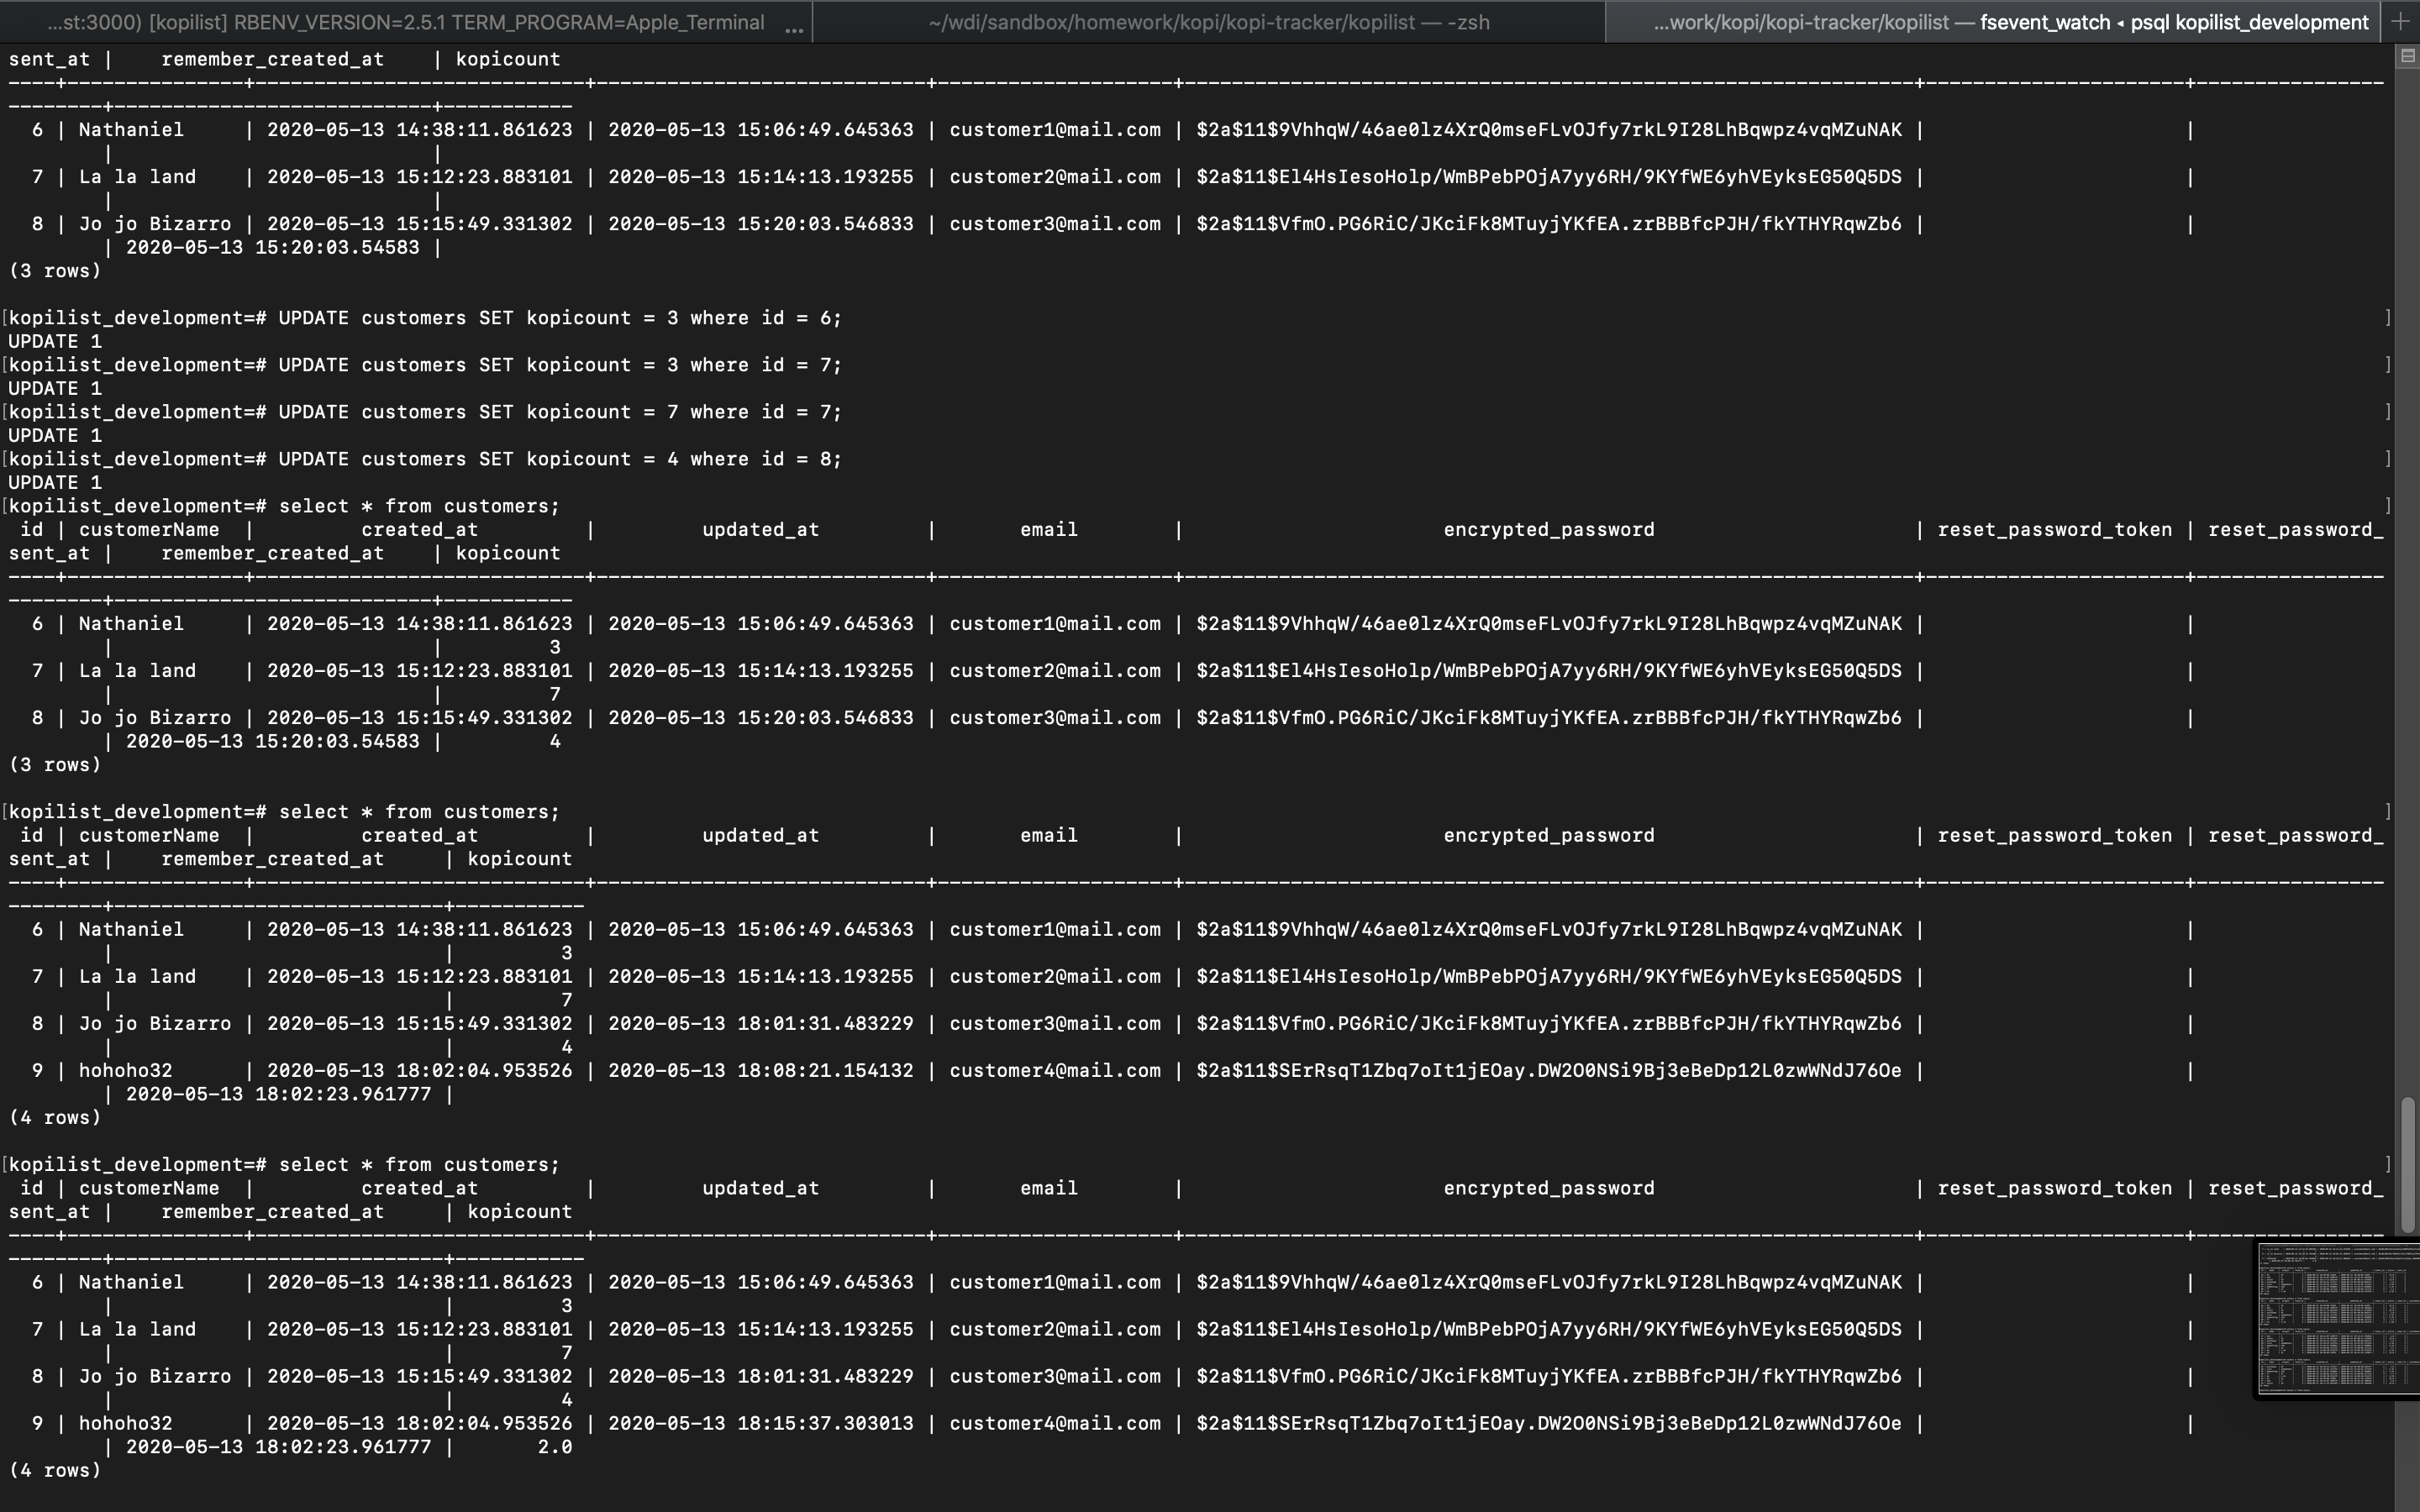 ...st:3000) [kopilist] RBENV_VERSION=2.5.1 TERM_PROGRAM=Apple_Terminal ...
~/wdi/sandbox/homework/kopi/kopi-tracker/kopilist — -zsh
...work/kopi/kopi-tracker/kopilist — fsevent_watch ◂ psql kopilist_development
sent_at |    remember_created_at    | kopicount
----+---------------+----------------------------+----------------------------+--------------------+--------------------------------------------------------------+----------------------+---------------
--------+---------------------------+-----------
6 | Nathaniel     | 2020-05-13 14:38:11.861623 | 2020-05-13 15:06:49.645363 | customer1@mail.com | $2a$11$9VhhqW/46ae0lz4XrQ0mseFLvOJfy7rkL9I28LhBqwpz4vqMZuNAK |                      |
|                           |
7 | La la land    | 2020-05-13 15:12:23.883101 | 2020-05-13 15:14:13.193255 | customer2@mail.com | $2a$11$El4HsIesoHolp/WmBPebPOjA7yy6RH/9KYfWE6yhVEyksEG50Q5DS |                      |
|                           |
8 | Jo jo Bizarro | 2020-05-13 15:15:49.331302 | 2020-05-13 15:20:03.546833 | customer3@mail.com | $2a$11$VfmO.PG6RiC/JKciFk8MTuyjYKfEA.zrBBBfcPJH/fkYTHYRqwZb6 |                      |
| 2020-05-13 15:20:03.54583 |
(3 rows)
[kopilist_development=# UPDATE customers SET kopicount = 3 where id = 6; ]
UPDATE 1
[kopilist_development=# UPDATE customers SET kopicount = 3 where id = 7; ]
UPDATE 1
[kopilist_development=# UPDATE customers SET kopicount = 7 where id = 7; ]
UPDATE 1
[kopilist_development=# UPDATE customers SET kopicount = 4 where id = 8; ]
UPDATE 1
[kopilist_development=# select * from customers; ]
id | customerName  |         created_at         |         updated_at         |       email        |                      encrypted_password                      | reset_password_token | reset_password_
sent_at |    remember_created_at    | kopicount
----+---------------+----------------------------+----------------------------+--------------------+--------------------------------------------------------------+----------------------+---------------
--------+---------------------------+-----------
6 | Nathaniel     | 2020-05-13 14:38:11.861623 | 2020-05-13 15:06:49.645363 | customer1@mail.com | $2a$11$9VhhqW/46ae0lz4XrQ0mseFLvOJfy7rkL9I28LhBqwpz4vqMZuNAK |                      |
|                           |         3
7 | La la land    | 2020-05-13 15:12:23.883101 | 2020-05-13 15:14:13.193255 | customer2@mail.com | $2a$11$El4HsIesoHolp/WmBPebPOjA7yy6RH/9KYfWE6yhVEyksEG50Q5DS |                      |
|                           |         7
8 | Jo jo Bizarro | 2020-05-13 15:15:49.331302 | 2020-05-13 15:20:03.546833 | customer3@mail.com | $2a$11$VfmO.PG6RiC/JKciFk8MTuyjYKfEA.zrBBBfcPJH/fkYTHYRqwZb6 |                      |
| 2020-05-13 15:20:03.54583 |         4
(3 rows)
[kopilist_development=# select * from customers; ]
id | customerName  |         created_at         |         updated_at         |       email        |                      encrypted_password                      | reset_password_token | reset_password_
sent_at |    remember_created_at     | kopicount
----+---------------+----------------------------+----------------------------+--------------------+--------------------------------------------------------------+----------------------+---------------
--------+----------------------------+-----------
6 | Nathaniel     | 2020-05-13 14:38:11.861623 | 2020-05-13 15:06:49.645363 | customer1@mail.com | $2a$11$9VhhqW/46ae0lz4XrQ0mseFLvOJfy7rkL9I28LhBqwpz4vqMZuNAK |                      |
|                            |         3
7 | La la land    | 2020-05-13 15:12:23.883101 | 2020-05-13 15:14:13.193255 | customer2@mail.com | $2a$11$El4HsIesoHolp/WmBPebPOjA7yy6RH/9KYfWE6yhVEyksEG50Q5DS |                      |
|                            |         7
8 | Jo jo Bizarro | 2020-05-13 15:15:49.331302 | 2020-05-13 18:01:31.483229 | customer3@mail.com | $2a$11$VfmO.PG6RiC/JKciFk8MTuyjYKfEA.zrBBBfcPJH/fkYTHYRqwZb6 |                      |
|                            |         4
9 | hohoho32      | 2020-05-13 18:02:04.953526 | 2020-05-13 18:08:21.154132 | customer4@mail.com | $2a$11$SErRsqT1Zbq7oIt1jEOay.DW2O0NSi9Bj3eBeDp12L0zwWNdJ76Oe |                      |
| 2020-05-13 18:02:23.961777 |
(4 rows)
[kopilist_development=# select * from customers; ]
id | customerName  |         created_at         |         updated_at         |       email        |                      encrypted_password                      | reset_password_token | reset_password_
sent_at |    remember_created_at     | kopicount
----+---------------+----------------------------+----------------------------+--------------------+--------------------------------------------------------------+----------------------+---------------
--------+----------------------------+-----------
6 | Nathaniel     | 2020-05-13 14:38:11.861623 | 2020-05-13 15:06:49.645363 | customer1@mail.com | $2a$11$9VhhqW/46ae0lz4XrQ0mseFLvOJfy7rkL9I28LhBqwpz4vqMZuNAK |                      |
|                            |         3
7 | La la land    | 2020-05-13 15:12:23.883101 | 2020-05-13 15:14:13.193255 | customer2@mail.com | $2a$11$El4HsIesoHolp/WmBPebPOjA7yy6RH/9KYfWE6yhVEyksEG50Q5DS |                      |
|                            |         7
8 | Jo jo Bizarro | 2020-05-13 15:15:49.331302 | 2020-05-13 18:01:31.483229 | customer3@mail.com | $2a$11$VfmO.PG6RiC/JKciFk8MTuyjYKfEA.zrBBBfcPJH/fkYTHYRqwZb6 |                      |
|                            |         4
9 | hohoho32      | 2020-05-13 18:02:04.953526 | 2020-05-13 18:15:37.303013 | customer4@mail.com | $2a$11$SErRsqT1Zbq7oIt1jEOay.DW2O0NSi9Bj3eBeDp12L0zwWNdJ76Oe |                      |
| 2020-05-13 18:02:23.961777 |       2.0
(4 rows)